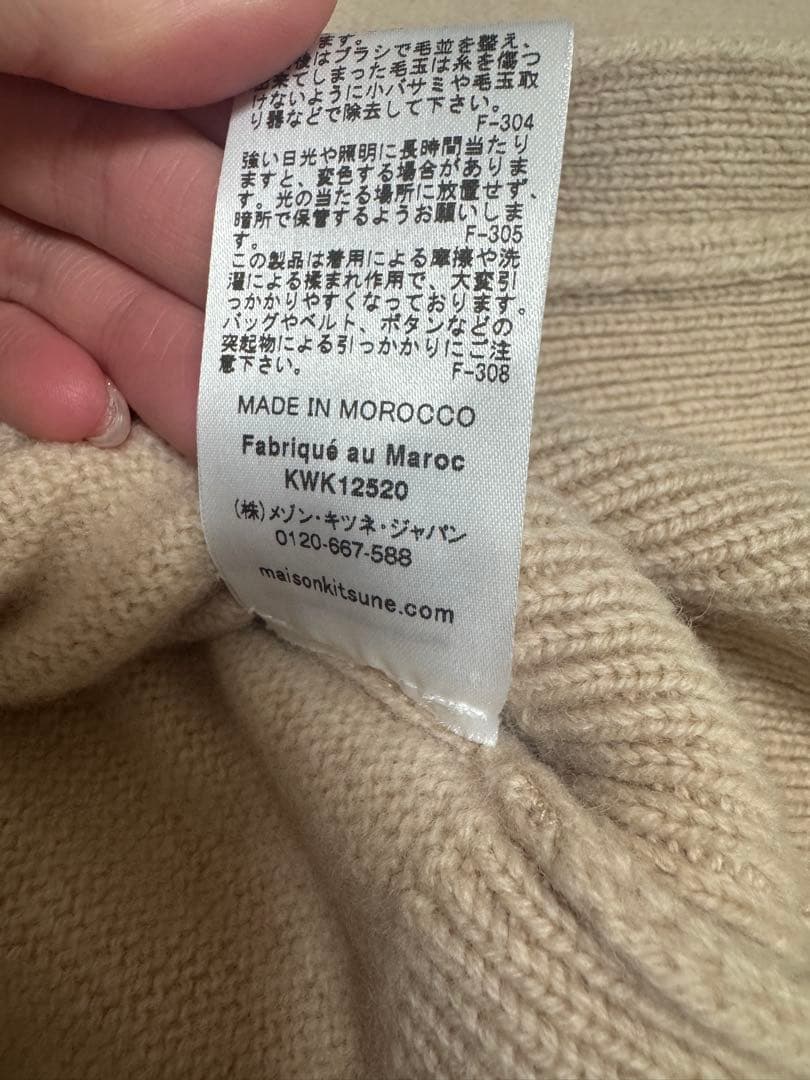 ます。
後はブラシで毛並を整え、
出来てしまった毛玉は糸を傷つ
けないように小バサミや毛玉取
り器などで除去して下さい。
F-304
強い日光や照明に長時間当たり
ますと、変色する場合がありま
す。光の当たる場所に放置せず、
暗所で保管するようお願いしま
す。
F-305
この製品は着用による摩擦や洗
濯による揉まれ作用で、大変引
っかかりやすくなっております。
バッグやベルト、ボタンなどの
突起物による引っかかりにご注
意下さい。
F-308
MADE IN MOROCCO
Fabriqué au Maroc
KWK12520
(株)メゾン・キツネ・ジャパン
0120-667-588
maisonkitsune.com